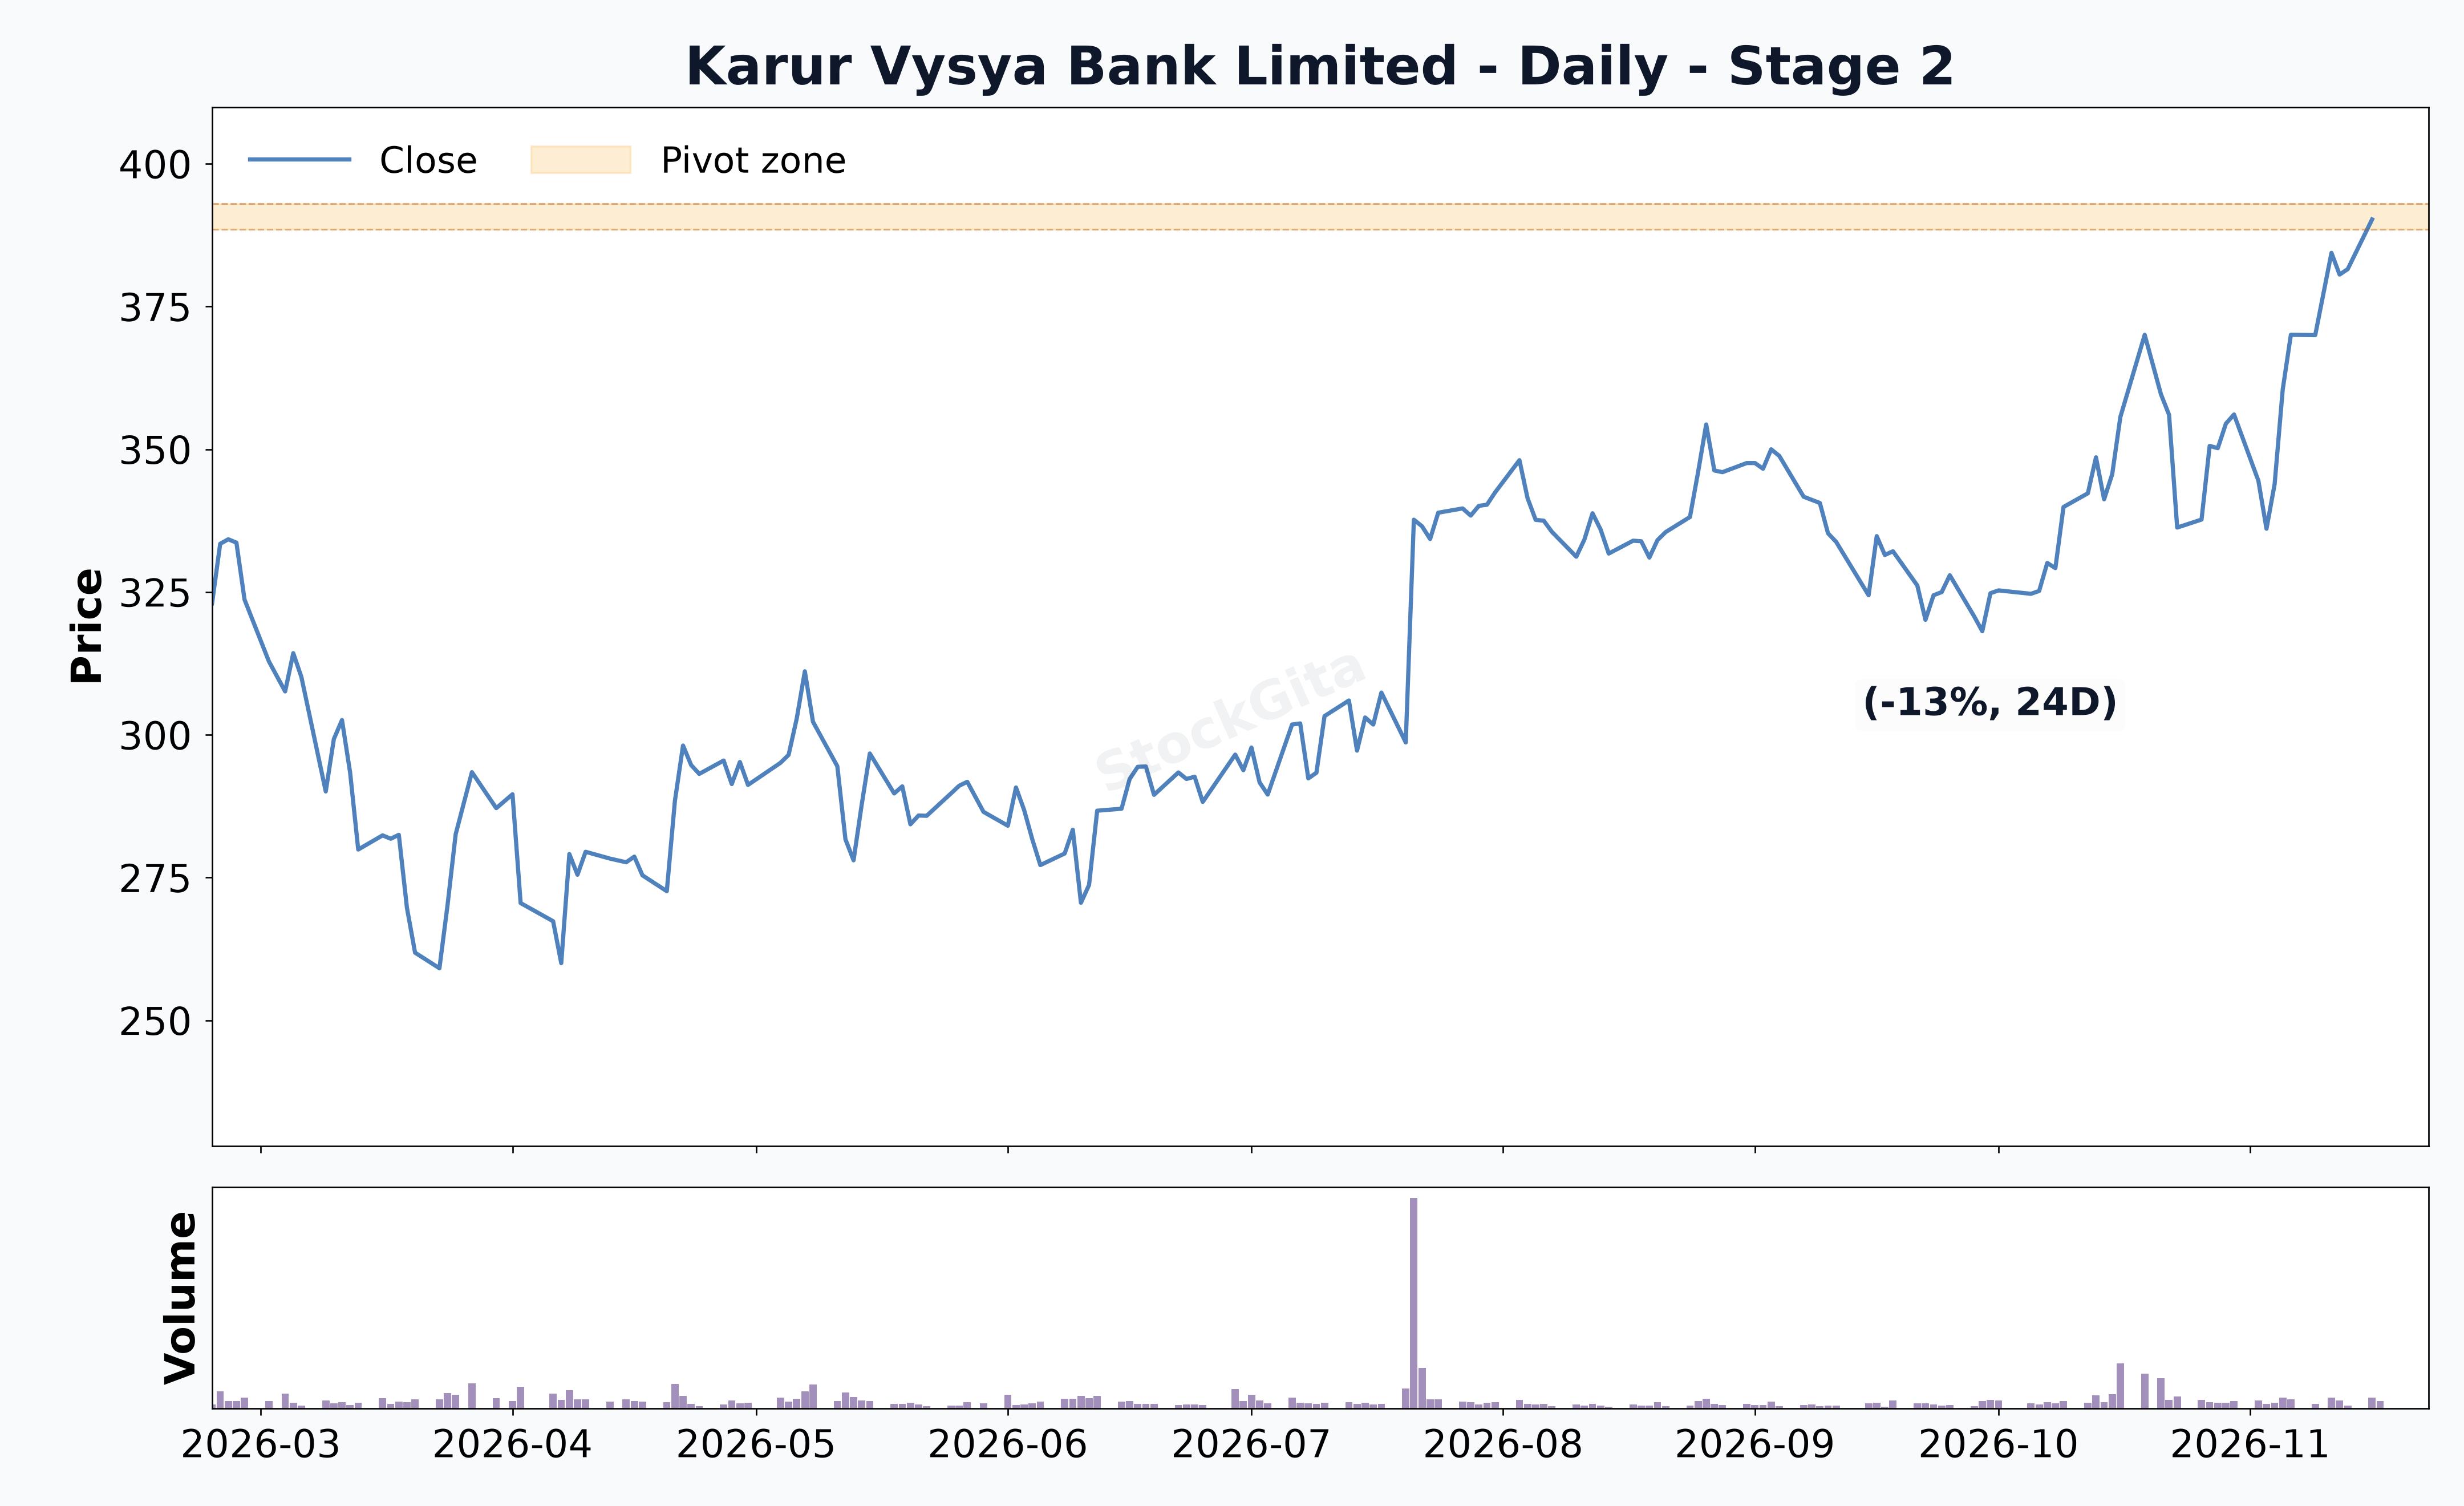 Karur Vysya Bank Limited - Daily - Stage 2
Close
Pivot zone
Price
400
375
350
325
300
275
250
StockGita
(-13%, 24D)
Volume
2026-03
2026-04
2026-05
2026-06
2026-07
2026-08
2026-09
2026-10
2026-11